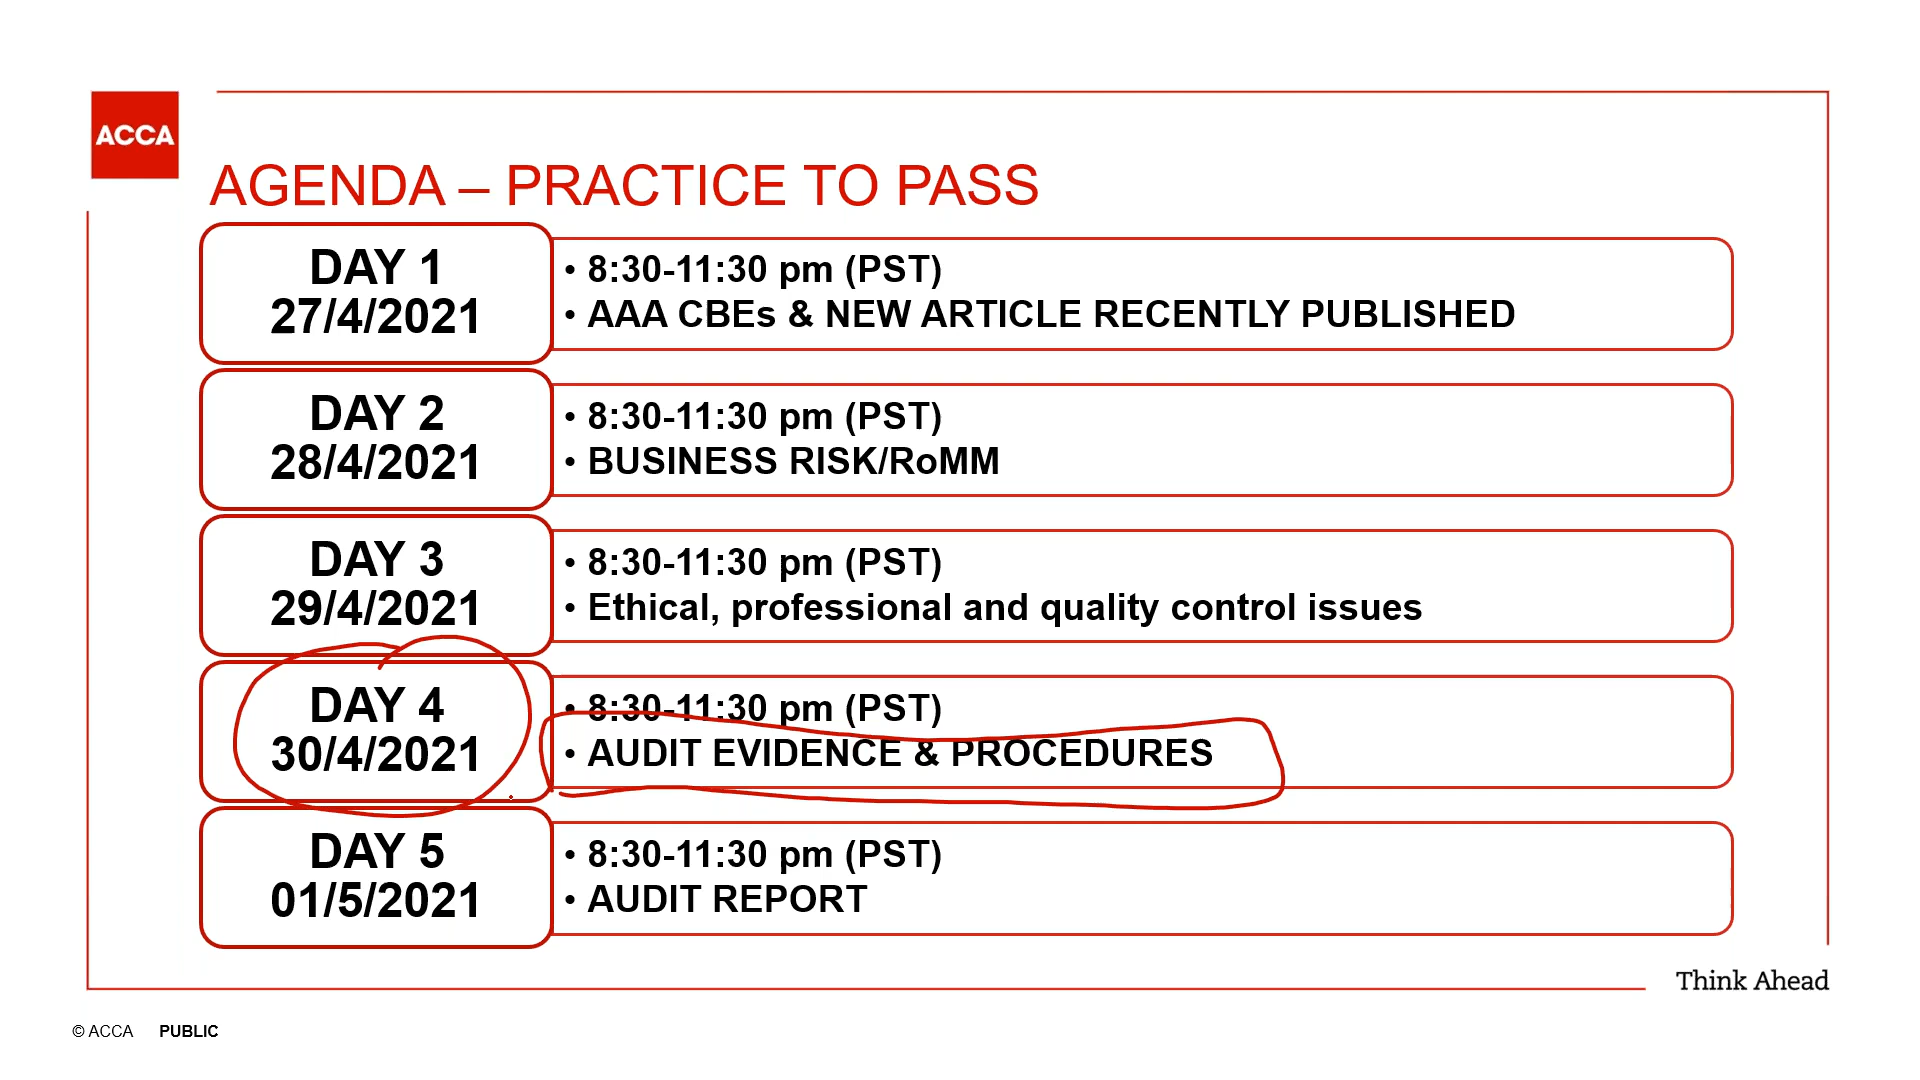 ACCA
AGENDA – PRACTICE TO PASS
DAY 1
27/4/2021
• 8:30-11:30 pm (PST)
• AAA CBEs & NEW ARTICLE RECENTLY PUBLISHED
DAY 2
28/4/2021
• 8:30-11:30 pm (PST)
• BUSINESS RISK/RoMM
DAY 3
29/4/2021
• 8:30-11:30 pm (PST)
• Ethical, professional and quality control issues
DAY 4
30/4/2021
• 8:30-11:30 pm (PST)
• AUDIT EVIDENCE & PROCEDURES
DAY 5
01/5/2021
• 8:30-11:30 pm (PST)
• AUDIT REPORT
Think Ahead
© ACCA PUBLIC